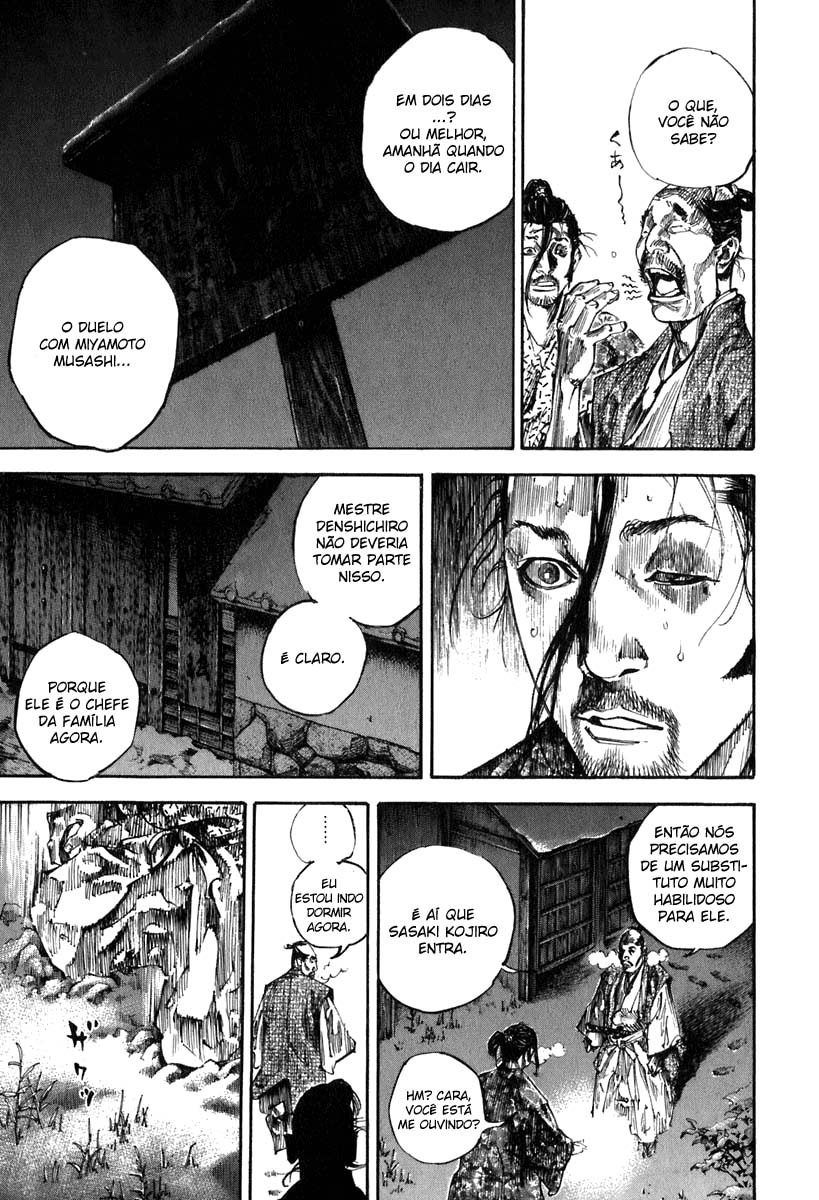 O QUE,
VOCÊ NÃO
SABE?
くぁ～
EM DOIS DIAS
...?
OU MELHOR,
AMANHÃ QUANDO
O DIA CAIR.
O DUELO
COM MIYAMOTO
MUSASHI...
MESTRE
DENSHICHIRO
NÃO DEVERIA
TOMAR PARTE
NISSO.
É CLARO.
PORQUE
ELE É O CHEFE
DA FAMÍLIA
AGORA.
ENTÃO NÓS
PRECISAMOS
DE UM SUBSTI-
TUTO MUITO
HABILIDOSO
PARA ELE.
É AÍ QUE
SASAKI KOJIRO
ENTRA.
HM? CARA,
VOCÊ ESTÁ
ME OUVINDO?
......
EU
ESTOU INDO
DORMIR
AGORA.
ザッ